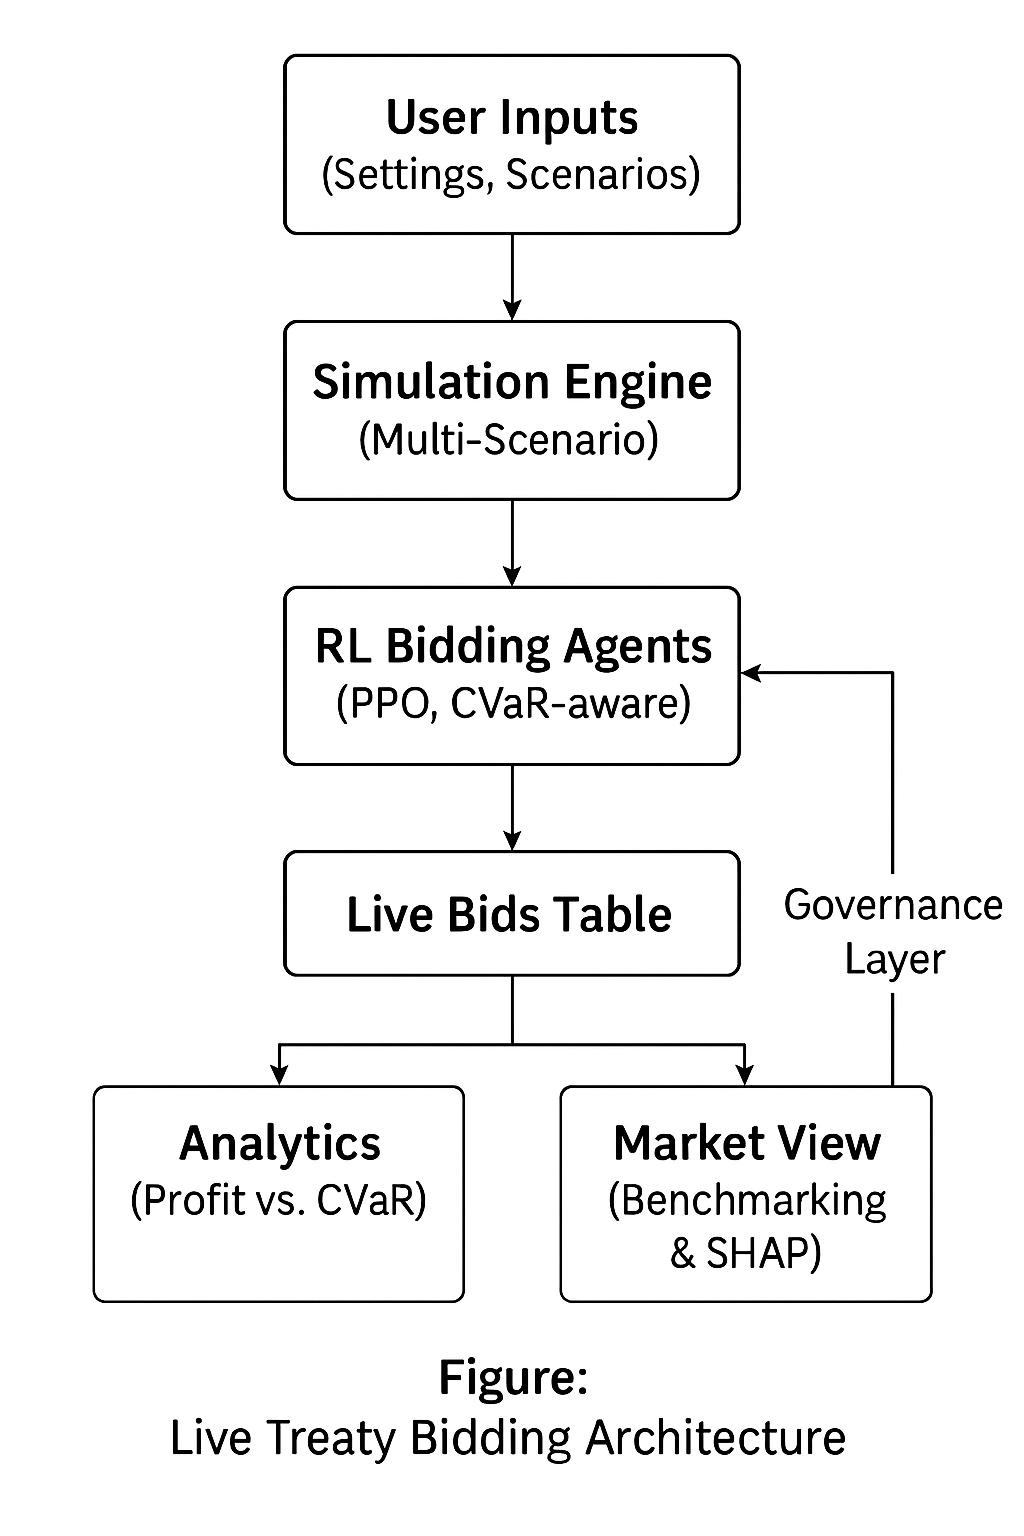 User Inputs
(Settings, Scenarios)
Simulation Engine
(Multi-Scenario)
RL Bidding Agents
(PPO, CVaR-aware)
Live Bids Table
Governance
Layer
Analytics
(Profit vs. CVaR)
Market View
(Benchmarking
& SHAP)
Figure:
Live Treaty Bidding Architecture